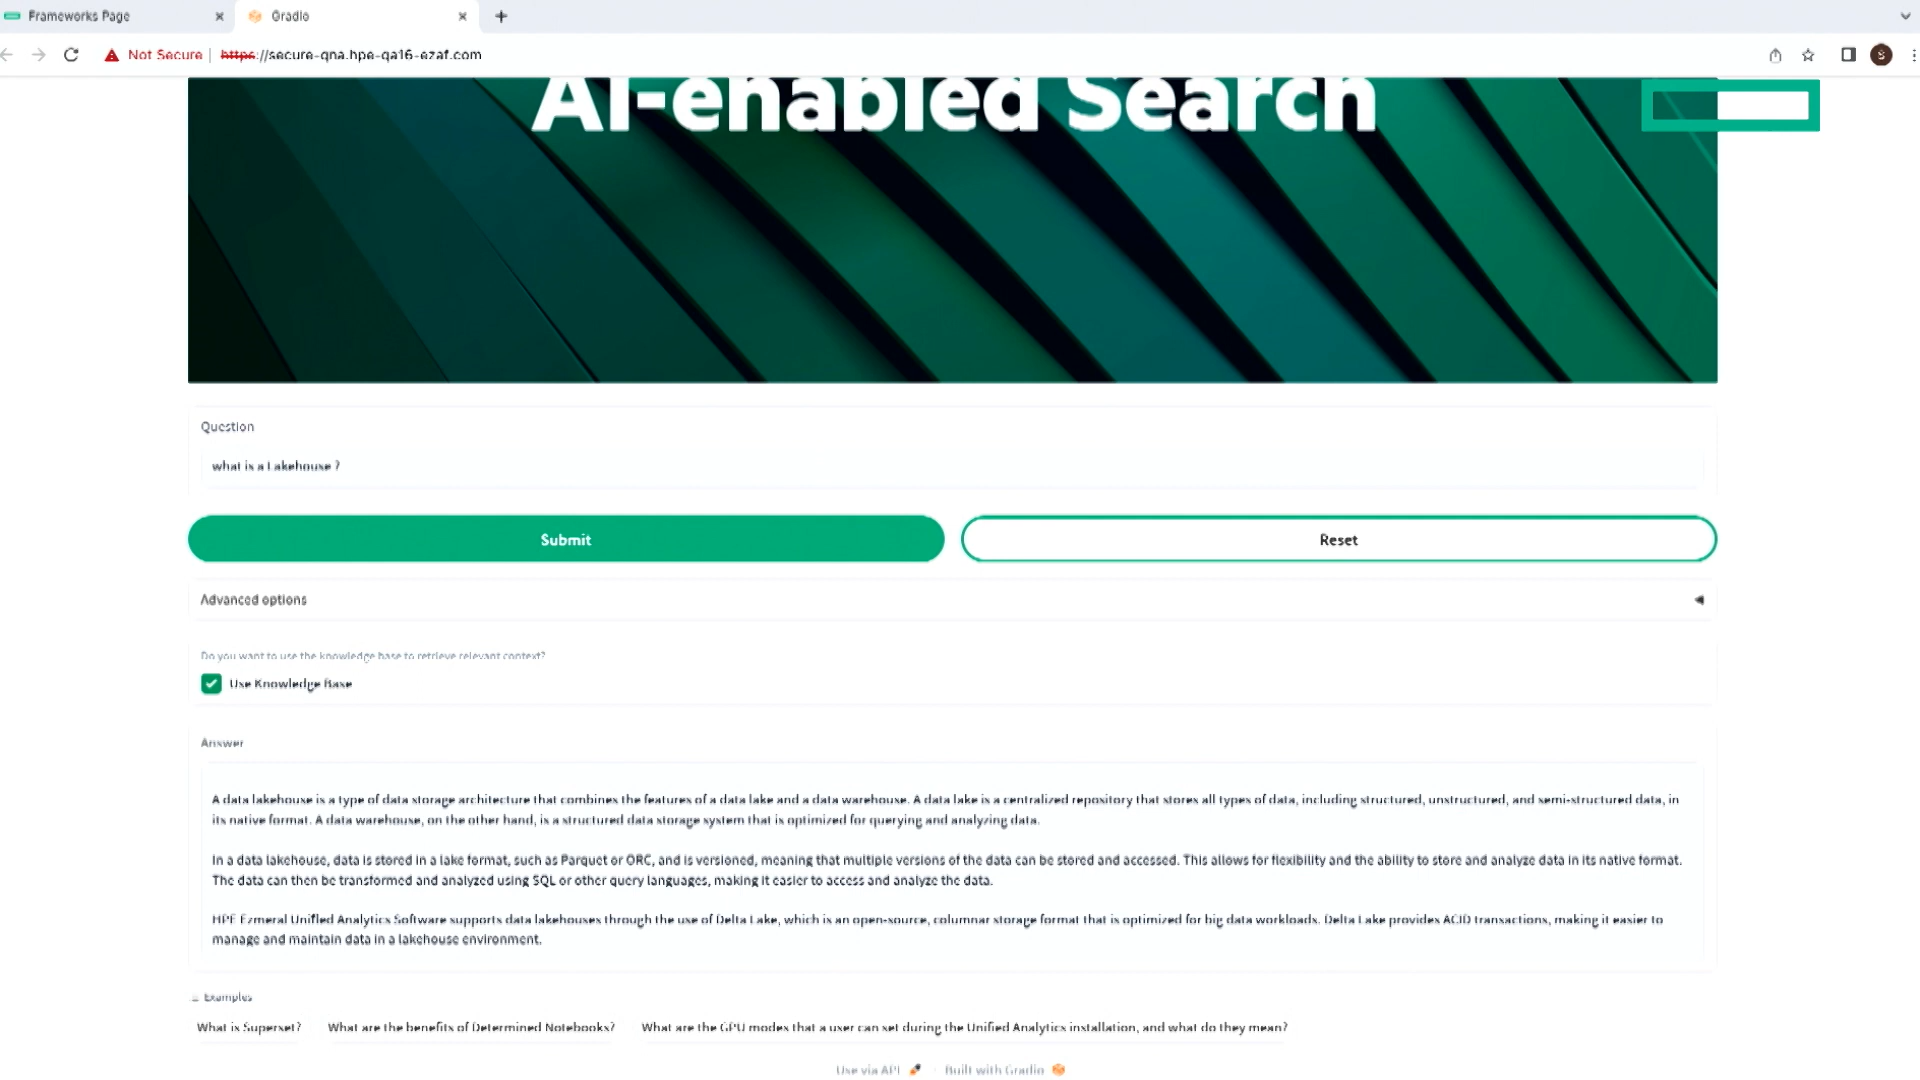 Frameworks Page
Gradio
Not Secure | https://secure-qna.hpe-qa16-ezaf.com
S
AI-enabled Search
Question
what is a Lakehouse ?
Submit
Reset
Advanced options
Do you want to use the knowledge base to retrieve relevant context?
Use Knowledge Base
Answer
A data lakehouse is a type of data storage architecture that combines the features of a data lake and a data warehouse. A data lake is a centralized repository that stores all types of data, including structured, unstructured, and semi-structured data, in
its native format. A data warehouse, on the other hand, is a structured data storage system that is optimized for querying and analyzing data.
In a data lakehouse, data is stored in a lake format, such as Parquet or ORC, and is versioned, meaning that multiple versions of the data can be stored and accessed. This allows for flexibility and the ability to store and analyze data in its native format.
The data can then be transformed and analyzed using SQL or other query languages, making it easier to access and analyze the data.
HPE Ezmeral Unified Analytics Software supports data lakehouses through the use of Delta Lake, which is an open-source, columnar storage format that is optimized for big data workloads. Delta Lake provides ACID transactions, making it easier to
manage and maintain data in a lakehouse environment.
Examples
What is Superset?
What are the benefits of Determined Notebooks?
What are the GPU modes that a user can set during the Unified Analytics installation, and what do they mean?
Use via API · Built with Gradio